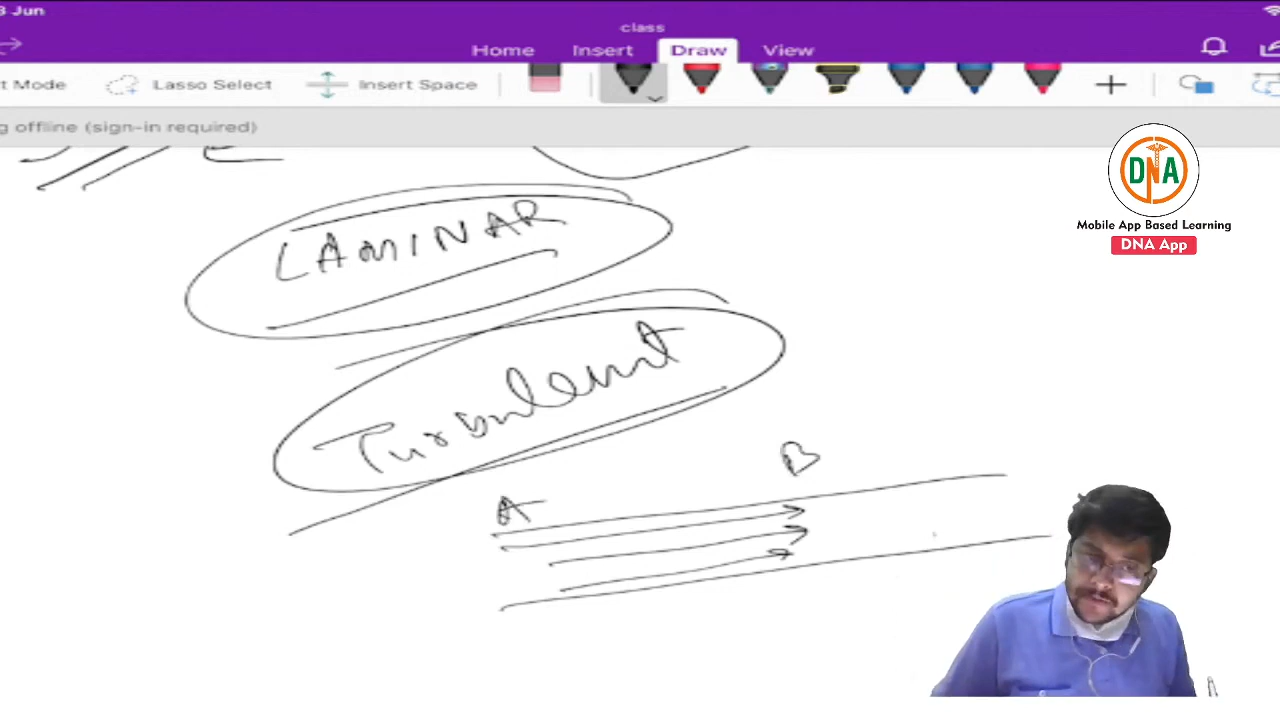 3 Jun
class
Home Insert Draw View
t Mode Lasso Select Insert Space
g offline (sign-in required)
DNA
Mobile App Based Learning
DNA App
LAMINAR
Turbulent
A B